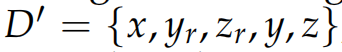 D′ = {x, y_r, z_r, y, z}